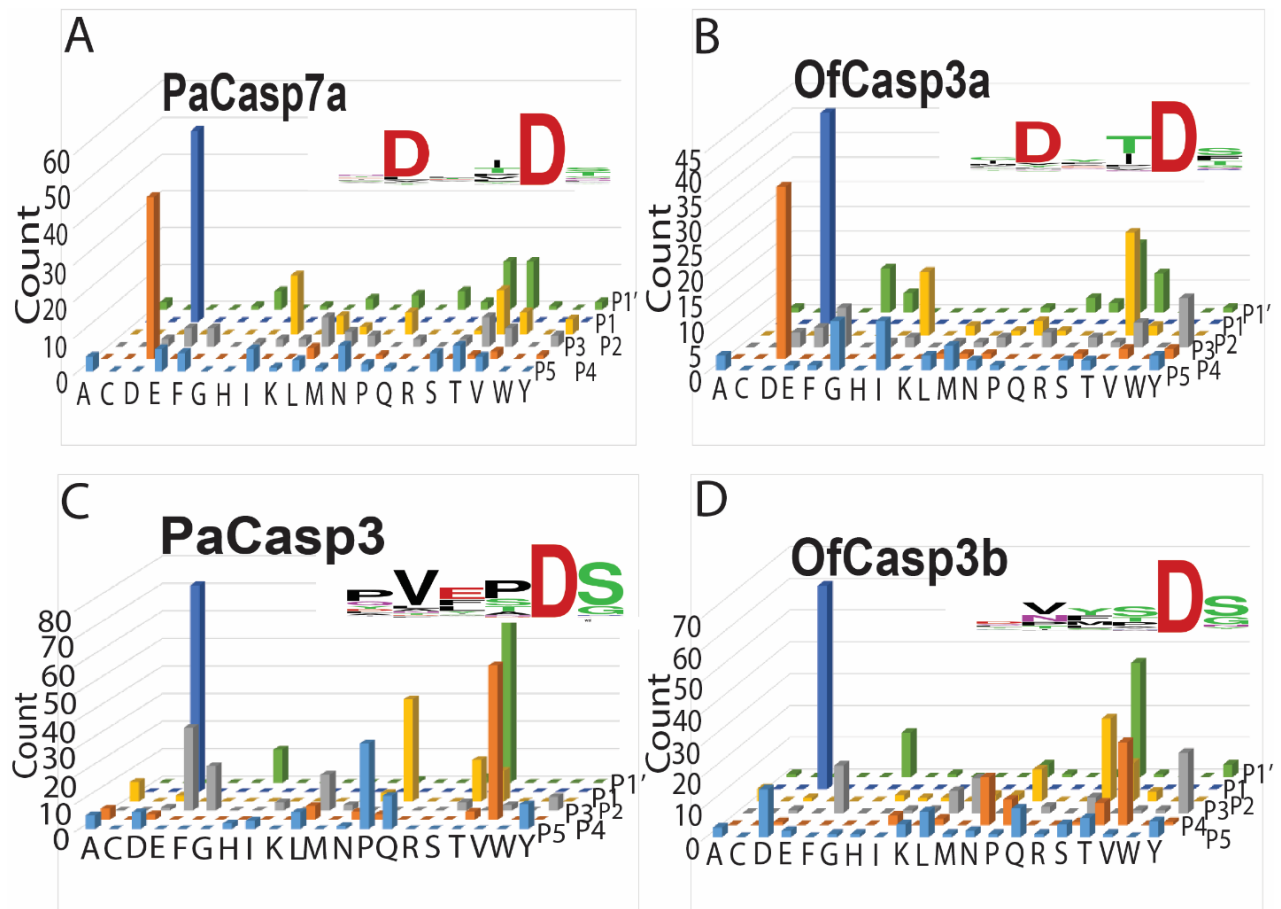 A
PaCasp7a
D I D
60
50
40
30
20
10
0
Count
P1′
P1
P3 P2
P5 P4
A C D E F G H I K L M N P Q R S T V W Y
B
OfCasp3a
D T I D S
45
40
35
30
25
20
15
10
5
0
Count
P1′
P1
P3 P2
P5 P4
A C D E F G H I K L M N P Q R S T V W Y
C
PaCasp3
P V E P D S
G
80
70
60
50
40
30
20
10
0
Count
P1′
P1
P3 P2
P5 P4
A C D E F G H I K L M N P Q R S T V W Y
D
OfCasp3b
V Y S D S
N G
70
60
50
40
30
20
10
0
Count
P1′
P1
P3 P2
P4
P5
A C D E F G H I K L M N P Q R S T V W Y